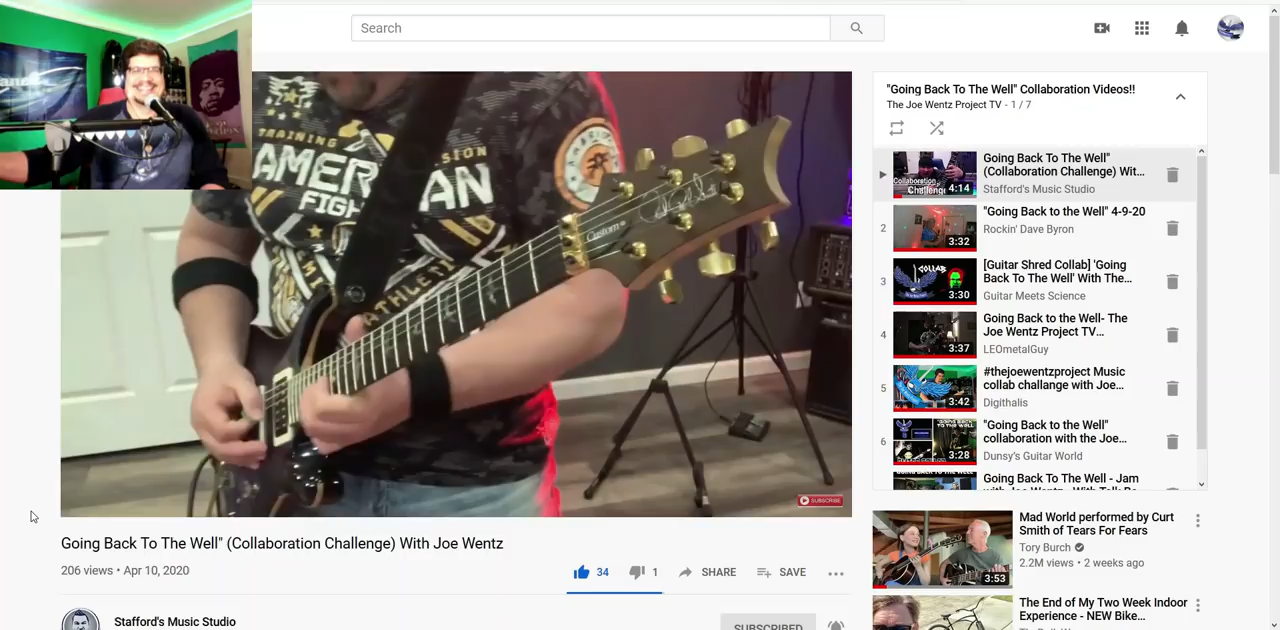 Search
TRAINING DIVISION
AMERICAN
FIGHTER
ATHLETIC
Custom
SUBSCRIBE
Going Back To The Well" (Collaboration Challenge) With Joe Wentz
206 views • Apr 10, 2020
34
1
SHARE
SAVE
Stafford's Music Studio
SUBSCRIBED
"Going Back To The Well" Collaboration Videos!!
The Joe Wentz Project TV - 1 / 7
Collaboration
Challenge
4:14
Going Back To The Well"
(Collaboration Challenge) Wit...
Stafford's Music Studio
2
3:32
"Going Back to the Well" 4-9-20
Rockin' Dave Byron
3
COLLAB
3:30
[Guitar Shred Collab] 'Going
Back To The Well' With The...
Guitar Meets Science
4
3:37
Going Back to the Well- The
Joe Wentz Project TV...
LEOmetalGuy
5
3:42
#thejoewentzproject Music
collab challange with Joe...
Digithalis
6
3:28
"Going Back to the Well"
collaboration with the Joe...
Dunsy's Guitar World
Going Back To The Well - Jam
3:53
Mad World performed by Curt
Smith of Tears For Fears
Tory Burch
2.2M views • 2 weeks ago
The End of My Two Week Indoor
Experience - NEW Bike...